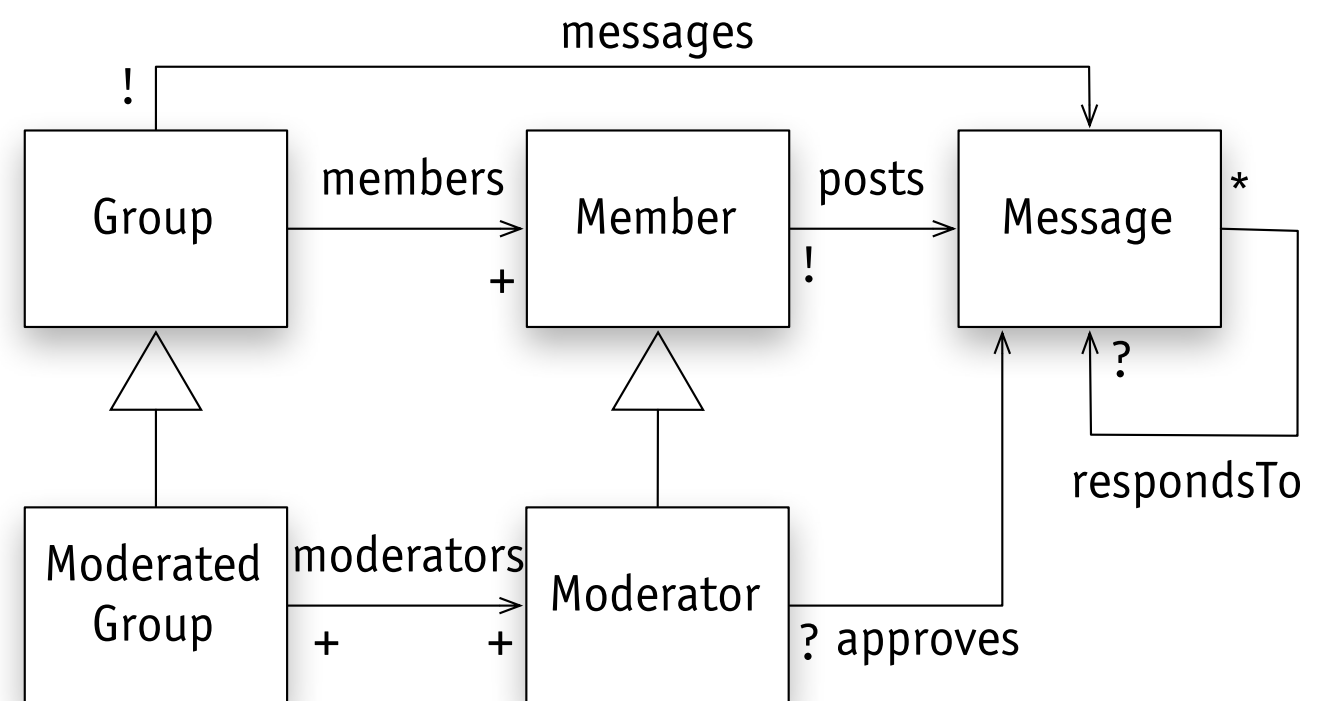 messages
!
members
posts
*
Group
Member
Message
+
!
?
respondsTo
Moderated
Group
moderators
Moderator
+
+
? approves